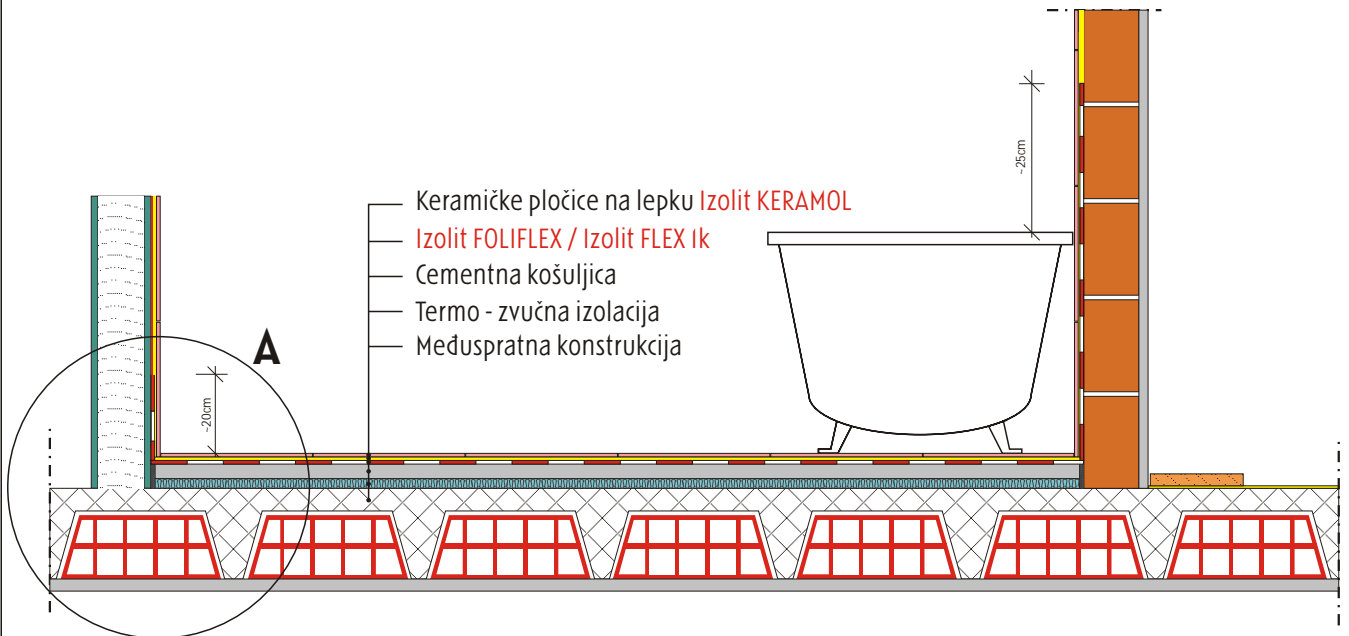 ~25cm
Keramičke pločice na lepku Izolit KERAMOL
Izolit FOLIFLEX / Izolit FLEX 1k
Cementna košuljica
Termo - zvučna izolacija
Međuspratna konstrukcija
A
~20cm